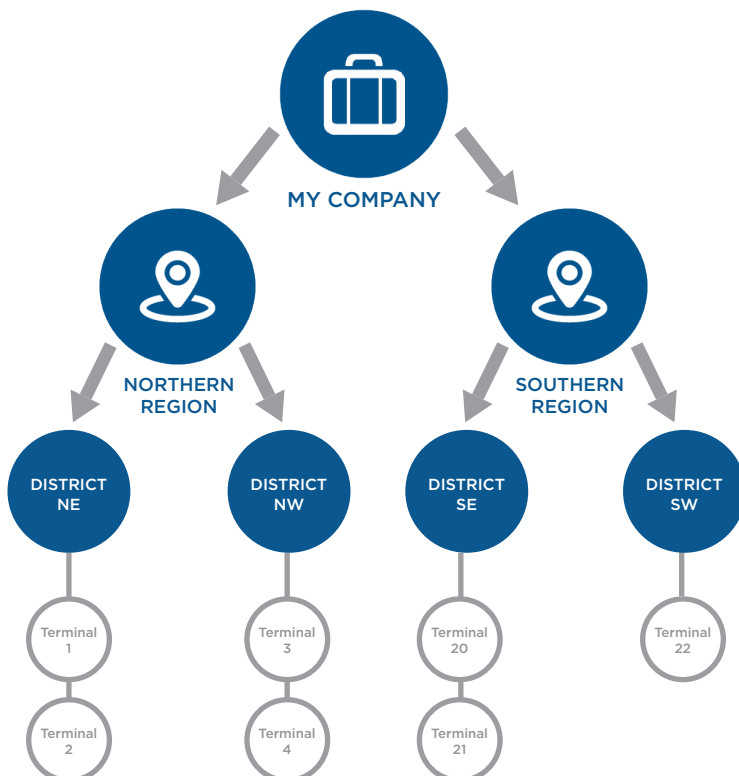 MY COMPANY
NORTHERN
REGION
SOUTHERN
REGION
DISTRICT
NE
DISTRICT
NW
DISTRICT
SE
DISTRICT
SW
Terminal
1
Terminal
3
Terminal
20
Terminal
22
Terminal
2
Terminal
4
Terminal
21